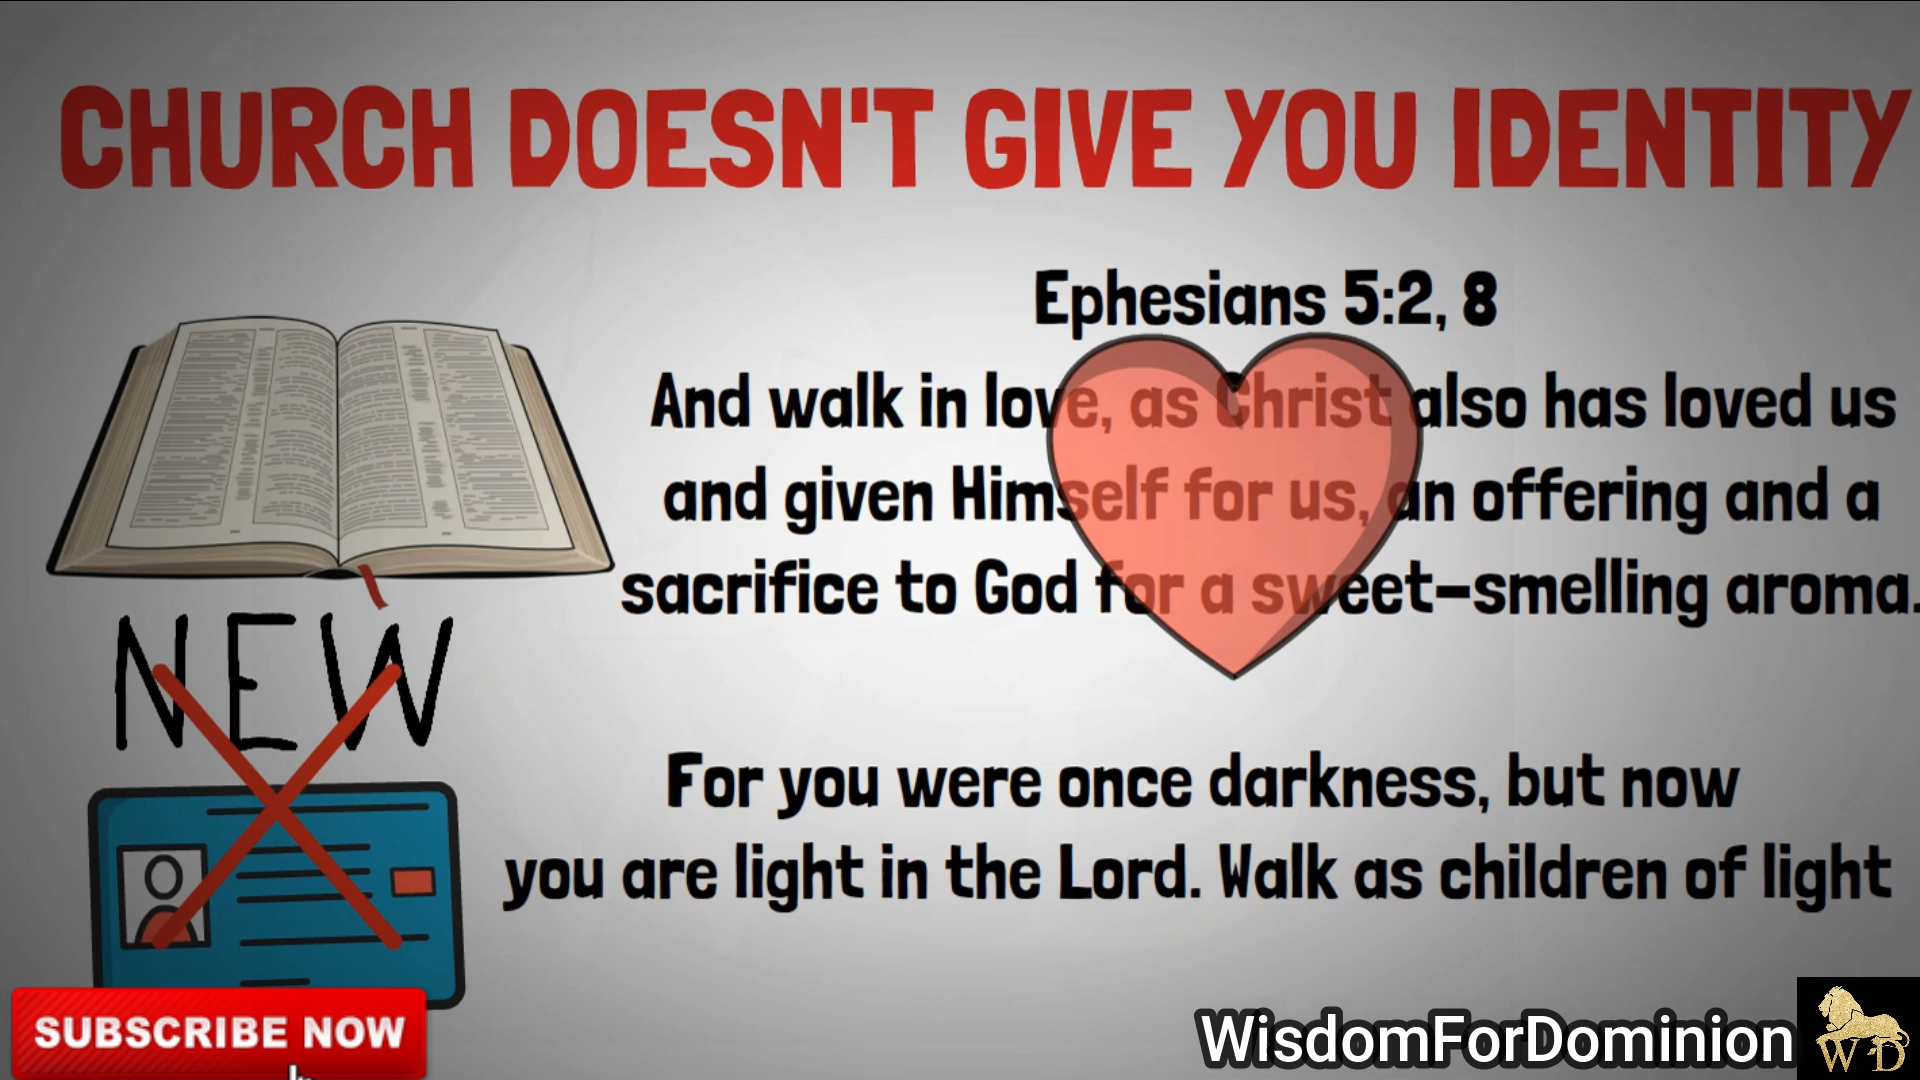 CHURCH DOESN'T GIVE YOU IDENTITY
Ephesians 5:2, 8
And walk in love, as Christ also has loved us
and given Himself for us, an offering and a
sacrifice to God for a sweet-smelling aroma.
NEW
For you were once darkness, but now
you are light in the Lord. Walk as children of light
SUBSCRIBE NOW
WisdomForDominion
W D